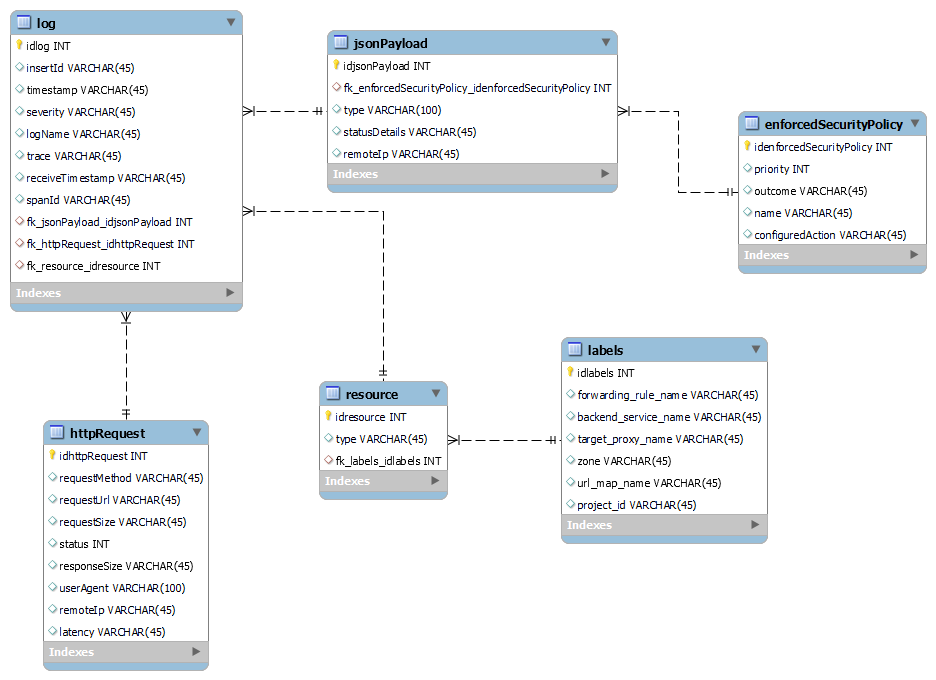 log
idlog INT
insertId VARCHAR(45)
timestamp VARCHAR(45)
severity VARCHAR(45)
logName VARCHAR(45)
trace VARCHAR(45)
receiveTimestamp VARCHAR(45)
spanId VARCHAR(45)
fk_jsonPayload_idjsonPayload INT
fk_httpRequest_idhttpRequest INT
fk_resource_idresource INT
Indexes
jsonPayload
idjsonPayload INT
fk_enforcedSecurityPolicy_idenforcedSecurityPolicy INT
type VARCHAR(100)
statusDetails VARCHAR(45)
remoteIp VARCHAR(45)
Indexes
enforcedSecurityPolicy
idenforcedSecurityPolicy INT
priority INT
outcome VARCHAR(45)
name VARCHAR(45)
configuredAction VARCHAR(45)
Indexes
httpRequest
idhttpRequest INT
requestMethod VARCHAR(45)
requestUrl VARCHAR(45)
requestSize VARCHAR(45)
status INT
responseSize VARCHAR(45)
userAgent VARCHAR(100)
remoteIp VARCHAR(45)
latency VARCHAR(45)
Indexes
resource
idresource INT
type VARCHAR(45)
fk_labels_idlabels INT
Indexes
labels
idlabels INT
forwarding_rule_name VARCHAR(45)
backend_service_name VARCHAR(45)
target_proxy_name VARCHAR(45)
zone VARCHAR(45)
url_map_name VARCHAR(45)
project_id VARCHAR(45)
Indexes